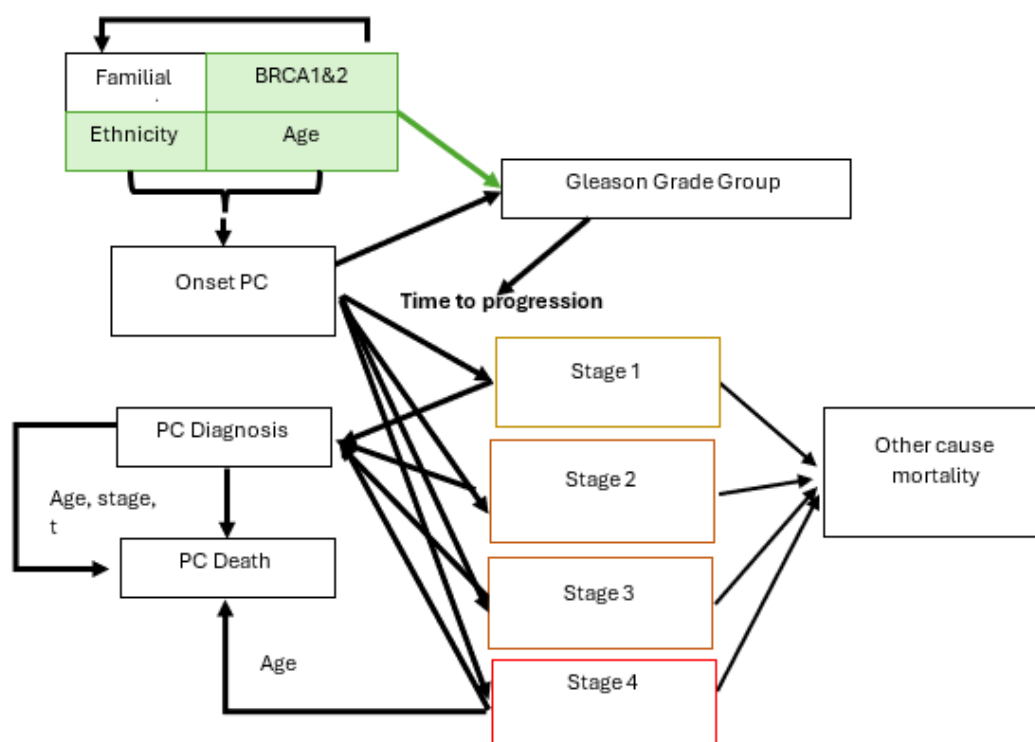 Familial
BRCA1&2
Ethnicity
Age
Gleason Grade Group
Onset PC
Time to progression
Stage 1
PC Diagnosis
Other cause
mortality
Stage 2
Age, stage,
t
PC Death
Stage 3
Age
Stage 4